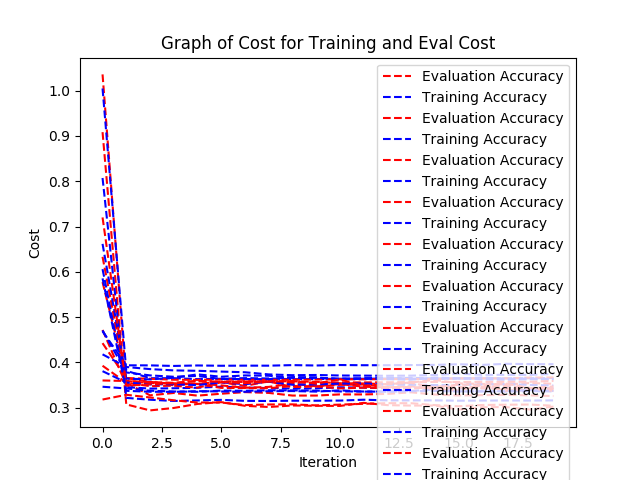 Graph of Cost for Training and Eval Cost
Evaluation Accuracy
Training Accuracy
Evaluation Accuracy
Training Accuracy
Evaluation Accuracy
Training Accuracy
Evaluation Accuracy
Training Accuracy
Evaluation Accuracy
Training Accuracy
Evaluation Accuracy
Training Accuracy
Evaluation Accuracy
Training Accuracy
Evaluation Accuracy
Training Accuracy
Evaluation Accuracy
Training Accuracy
Evaluation Accuracy
Training Accuracy
Cost
1.0
0.9
0.8
0.7
0.6
0.5
0.4
0.3
0.0 2.5 5.0 7.5 10.0 12.5 15.0 17.5
Iteration